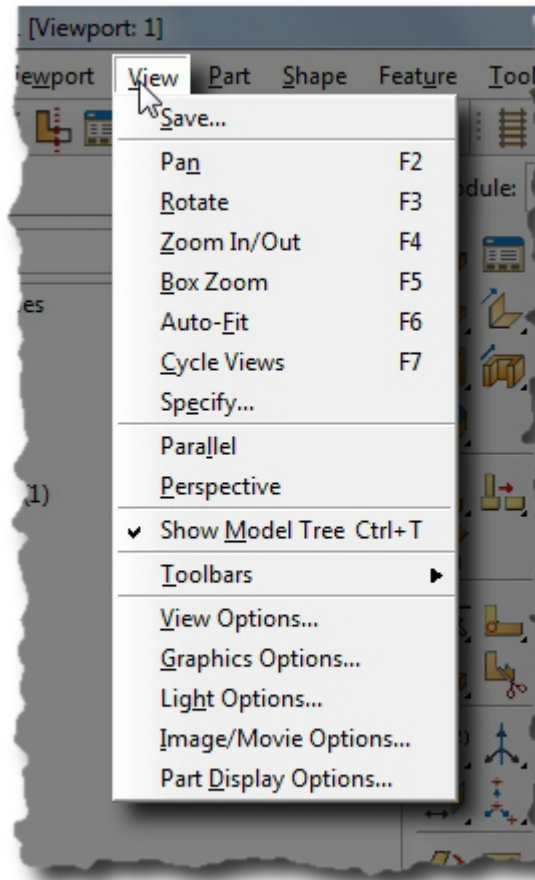 [Viewport: 1]
iewport View Part Shape Feature Tool
Save...
Pan F2
dule:
Rotate F3
Zoom In/Out F4
Box Zoom F5
es
Auto-Fit F6
Cycle Views F7
Specify...
Parallel
Perspective
(1)
Show Model Tree Ctrl+T
Toolbars
View Options...
Graphics Options...
Light Options...
Image/Movie Options...
Part Display Options...